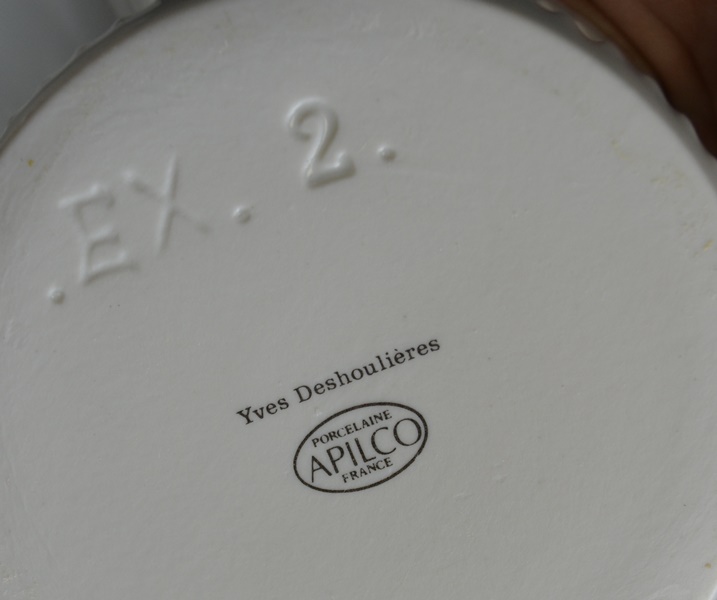 .EX. 2.
Yves Deshoulières
PORCELAINE
APILCO
FRANCE